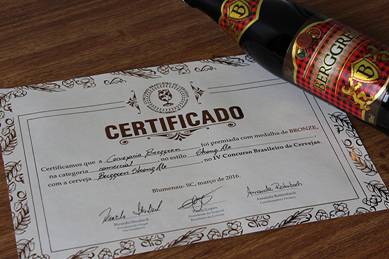 CERTIFICADO
Certificamos que a Cervejaria Berggren foi premiada com medalha de BRONZE,
na categoria comercial no estilo Strong Ale
com a cerveja Berggren Strong Ale no IV Concurso Brasileiro de Cervejas.
Blumenau- SC, março de 2016.
B
BERGGREN
B